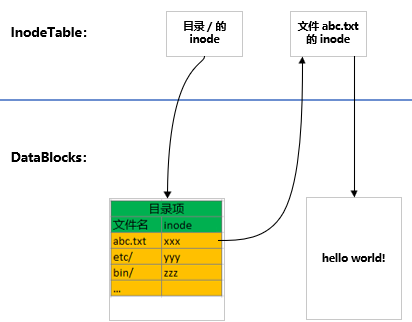 InodeTable:
目录 / 的
inode
文件 abc.txt
的 inode
DataBlocks:
目录项
文件名 inode
abc.txt xxx
etc/ yyy
bin/ zzz
...
hello world!